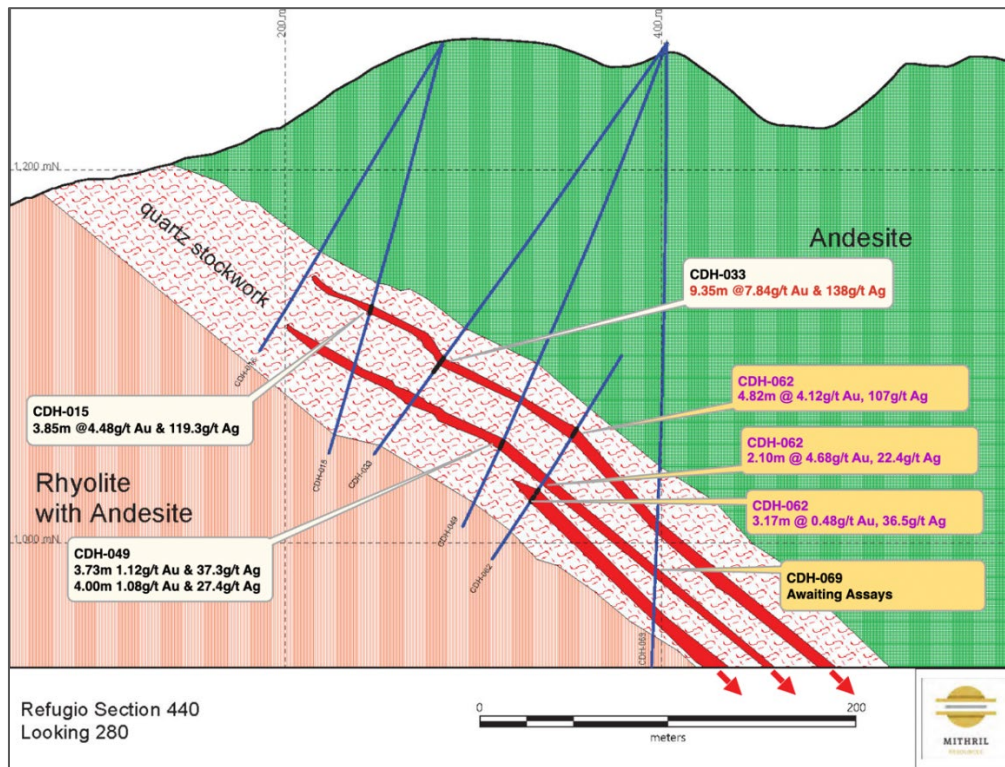 200 m
400 m
1,200 mN
quartz stockwork
Andesite
CDH-033
9.35m @7.84g/t Au & 138g/t Ag
CDH-062
4.82m @ 4.12g/t Au, 107g/t Ag
CDH-015
3.85m @4.48g/t Au & 119.3g/t Ag
CDH-015
CDH-033
CDH-062
2.10m @ 4.68g/t Au, 22.4g/t Ag
Rhyolite
with Andesite
CDH-062
3.17m @ 0.48g/t Au, 36.5g/t Ag
CDH-049
CDH-062
1,000 mN
CDH-049
3.73m 1.12g/t Au & 37.3g/t Ag
4.00m 1.08g/t Au & 27.4g/t Ag
CDH-069
Awaiting Assays
Refugio Section 440
Looking 280
0
200
meters
MITHRIL
RESOURCES